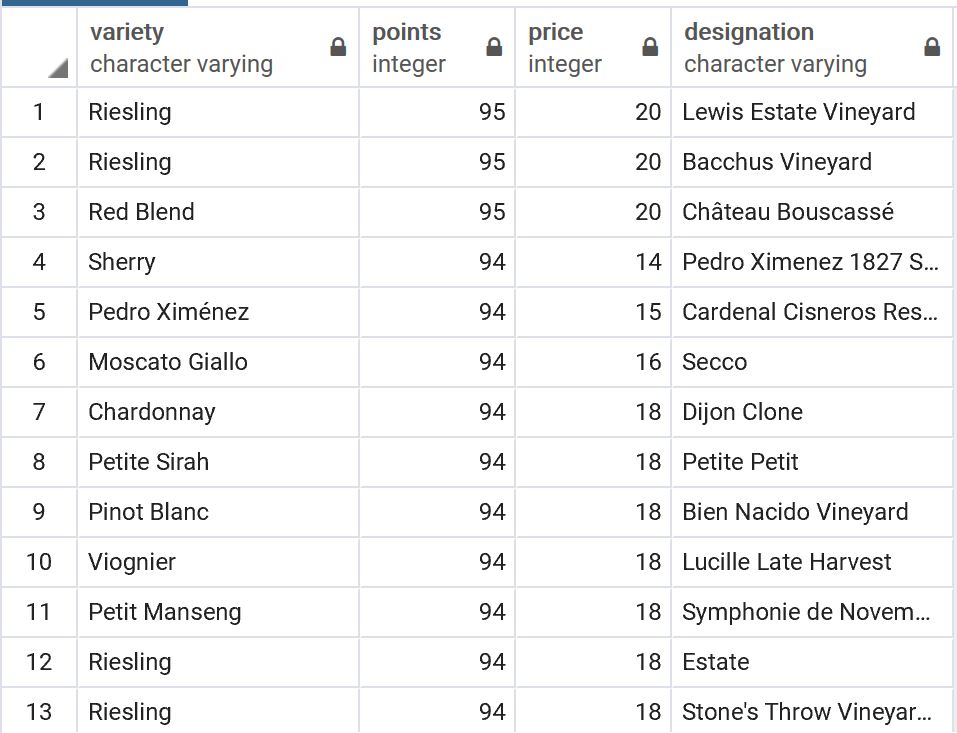 variety points price designation
character varying integer integer character varying
1 Riesling 95 20 Lewis Estate Vineyard
2 Riesling 95 20 Bacchus Vineyard
3 Red Blend 95 20 Château Bouscassé
4 Sherry 94 14 Pedro Ximenez 1827 S...
5 Pedro Ximénez 94 15 Cardenal Cisneros Res...
6 Moscato Giallo 94 16 Secco
7 Chardonnay 94 18 Dijon Clone
8 Petite Sirah 94 18 Petite Petit
9 Pinot Blanc 94 18 Bien Nacido Vineyard
10 Viognier 94 18 Lucille Late Harvest
11 Petit Manseng 94 18 Symphonie de Novem...
12 Riesling 94 18 Estate
13 Riesling 94 18 Stone's Throw Vineyar...